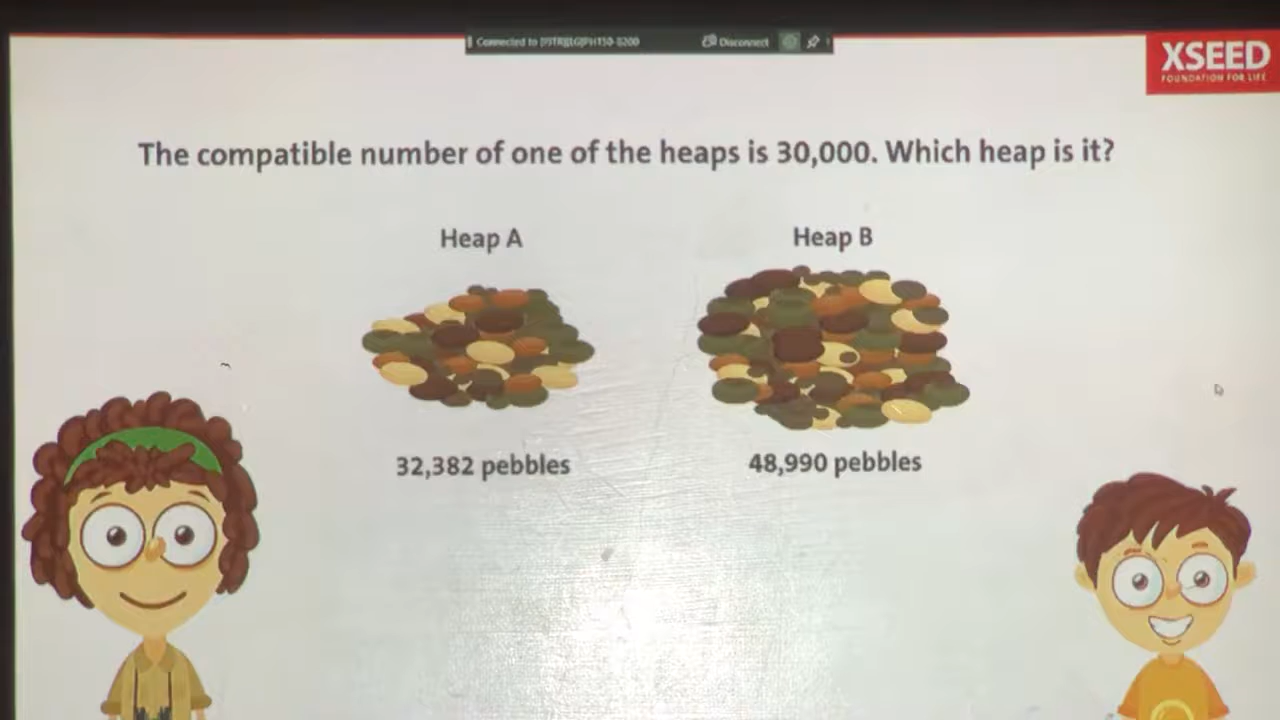 Disconnect
XSEED
FOUNDATION FOR LIFE
The compatible number of one of the heaps is 30,000. Which heap is it?
Heap A
Heap B
32,382 pebbles
48,990 pebbles